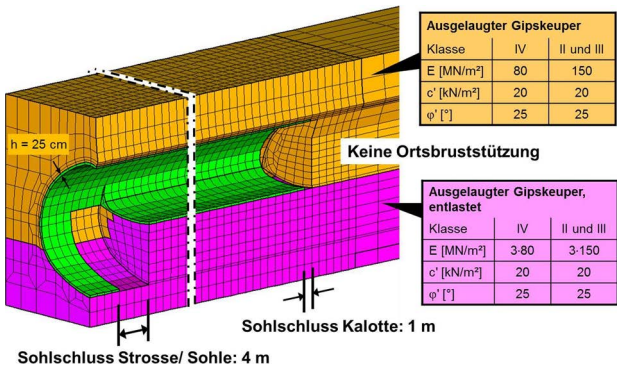 Ausgelaugter Gipskeuper
Klasse IV II und III
E [MN/m²] 80 150
c' [kN/m²] 20 20
φ' [°] 25 25
h = 25 cm
Keine Ortsbruststützung
Ausgelaugter Gipskeuper,
entlastet
Klasse IV II und III
E [MN/m²] 3·80 3·150
c' [kN/m²] 20 20
φ' [°] 25 25
Sohlschluss Kalotte: 1 m
Sohlschluss Strosse/ Sohle: 4 m